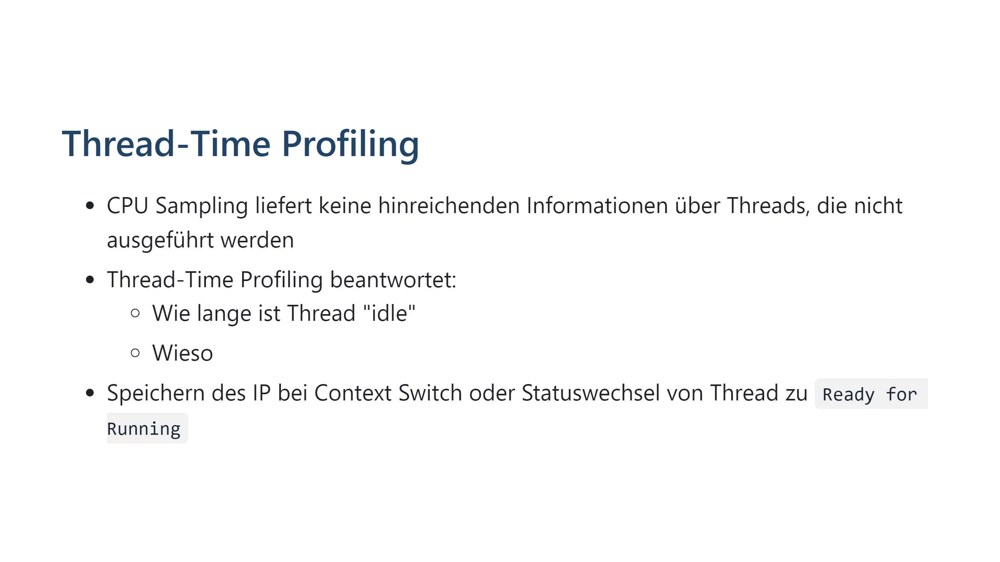 Thread-Time Profiling
CPU Sampling liefert keine hinreichenden Informationen über Threads, die nicht
ausgeführt werden
Thread-Time Profiling beantwortet:
Wie lange ist Thread "idle"
Wieso
Speichern des IP bei Context Switch oder Statuswechsel von Thread zu Ready for
Running